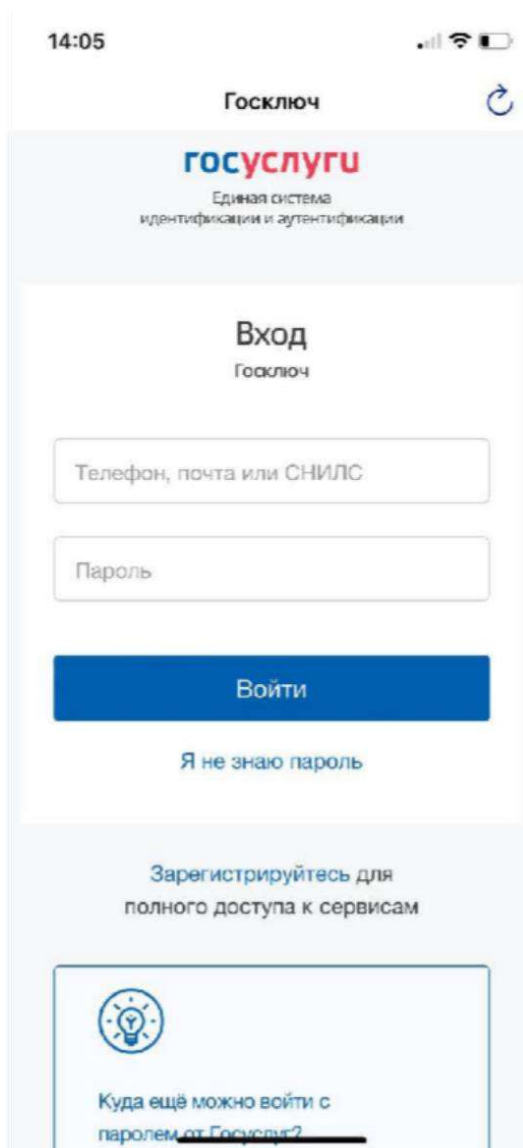 14:05
Госключ
госуслуги
Единая система
идентификации и аутентификации
Вход
Госключ
Телефон, почта или СНИЛС
Пароль
Войти
Я не знаю пароль
Зарегистрируйтесь для
полного доступа к сервисам
Куда ещё можно войти с
паролем от Госуслуг?